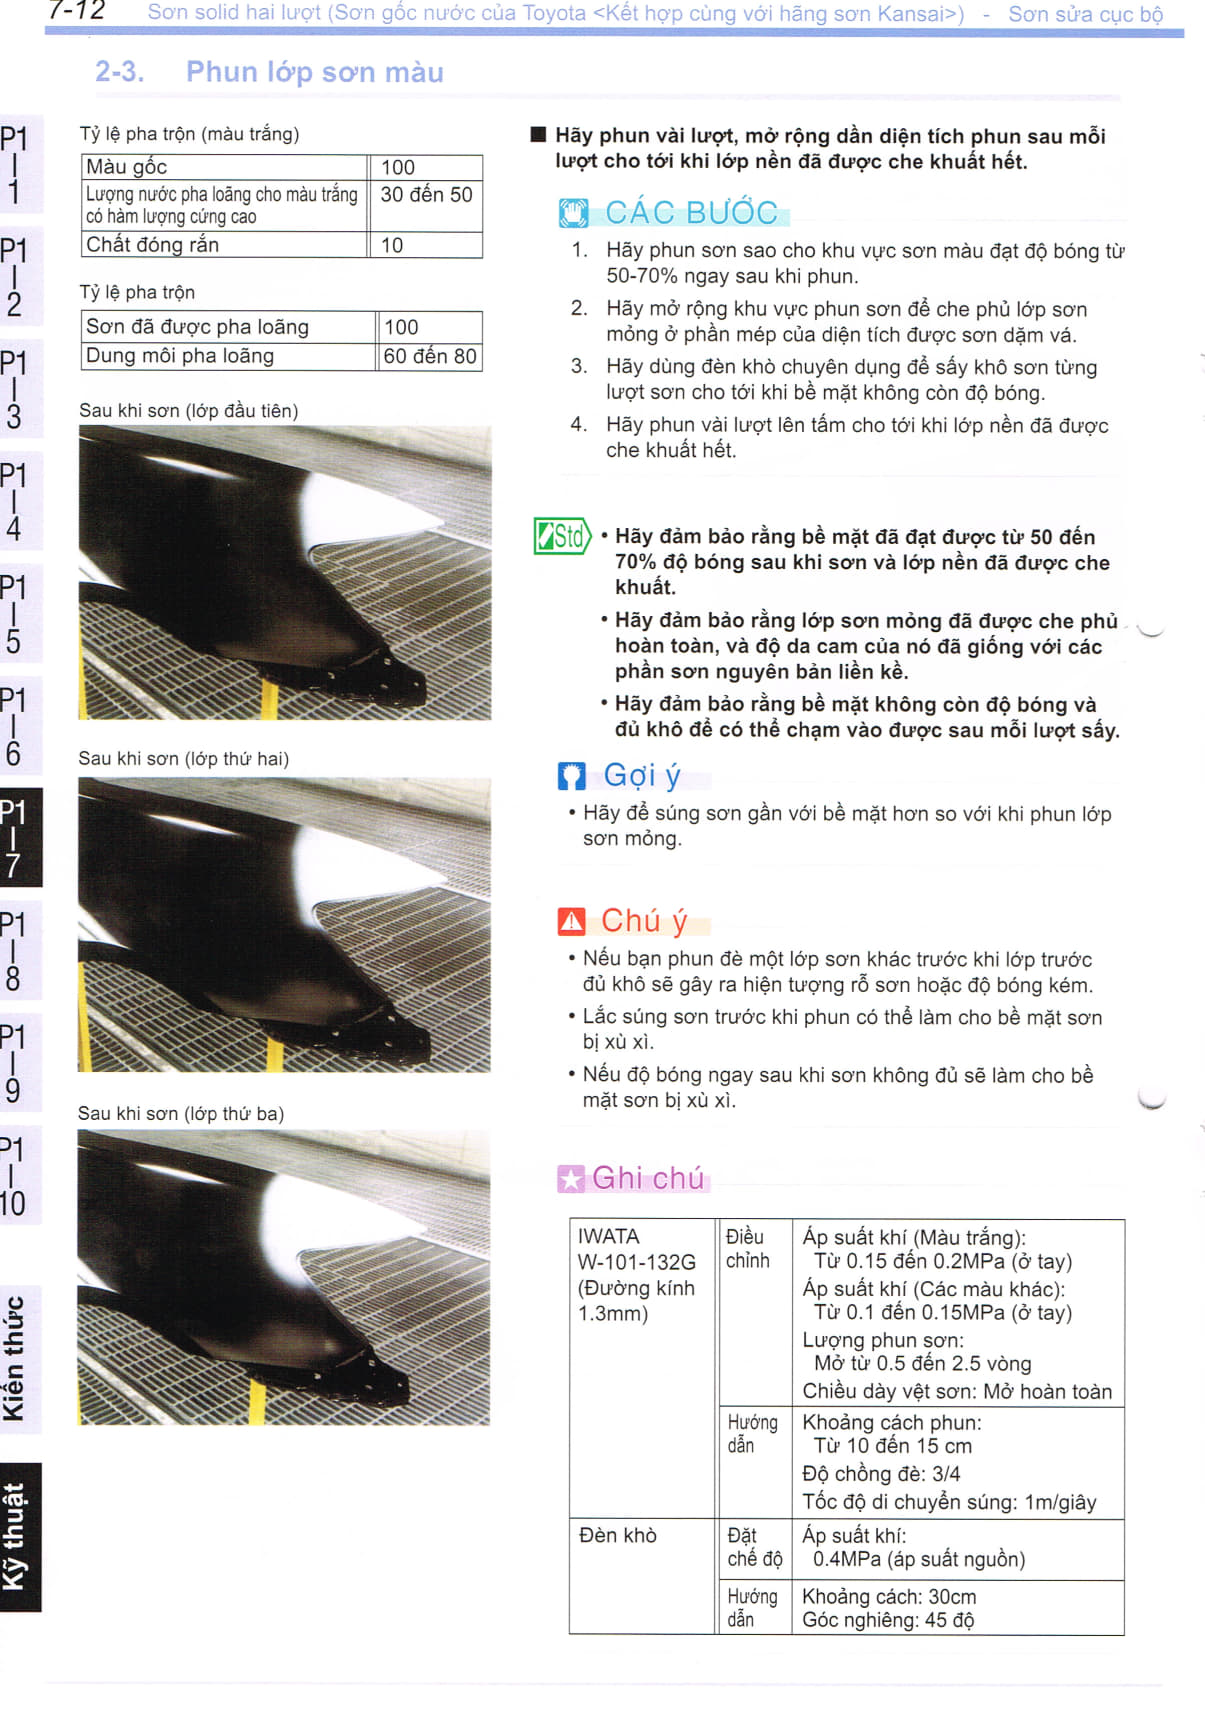 7-12 Sơn solid hai lượt (Sơn gốc nước của Toyota <Kết hợp cùng với hãng sơn Kansai>) - Sơn sửa cục bộ
2-3. Phun lớp sơn màu
P1
1
P1
2
P1
3
P1
4
P1
5
P1
6
P1
7
P1
8
P1
9
P1
10
Kiến thức
Kỹ thuật
Tỷ lệ pha trộn (màu trắng)
Màu gốc 100
Lượng nước pha loãng cho màu trắng 30 đến 50
có hàm lượng cứng cao
Chất đóng rắn 10
Tỷ lệ pha trộn
Sơn đã được pha loãng 100
Dung môi pha loãng 60 đến 80
Sau khi sơn (lớp đầu tiên)
Sau khi sơn (lớp thứ hai)
Sau khi sơn (lớp thứ ba)
■ Hãy phun vài lượt, mở rộng dần diện tích phun sau mỗi
lượt cho tới khi lớp nền đã được che khuất hết.
CÁC BƯỚC
1. Hãy phun sơn sao cho khu vực sơn màu đạt độ bóng từ
50-70% ngay sau khi phun.
2. Hãy mở rộng khu vực phun sơn để che phủ lớp sơn
mỏng ở phần mép của diện tích được sơn dặm vá.
3. Hãy dùng đèn khò chuyên dụng để sấy khô sơn từng
lượt sơn cho tới khi bề mặt không còn độ bóng.
4. Hãy phun vài lượt lên tấm cho tới khi lớp nền đã được
che khuất hết.
Std
• Hãy đảm bảo rằng bề mặt đã đạt được từ 50 đến
70% độ bóng sau khi sơn và lớp nền đã được che
khuất.
• Hãy đảm bảo rằng lớp sơn mỏng đã được che phủ
hoàn toàn, và độ da cam của nó đã giống với các
phần sơn nguyên bản liền kề.
• Hãy đảm bảo rằng bề mặt không còn độ bóng và
đủ khô để có thể chạm vào được sau mỗi lượt sấy.
Gợi ý
• Hãy để súng sơn gần với bề mặt hơn so với khi phun lớp
sơn mỏng.
Chú ý
• Nếu bạn phun đè một lớp sơn khác trước khi lớp trước
đủ khô sẽ gây ra hiện tượng rỗ sơn hoặc độ bóng kém.
• Lắc súng sơn trước khi phun có thể làm cho bề mặt sơn
bị xù xì.
• Nếu độ bóng ngay sau khi sơn không đủ sẽ làm cho bề
mặt sơn bị xù xì.
Ghi chú
IWATA
W-101-132G
(Đường kính
1.3mm)
Điều
chỉnh
Áp suất khí (Màu trắng):
Từ 0.15 đến 0.2MPa (ở tay)
Áp suất khí (Các màu khác):
Từ 0.1 đến 0.15MPa (ở tay)
Lượng phun sơn:
Mở từ 0.5 đến 2.5 vòng
Chiều dày vệt sơn: Mở hoàn toàn
Hướng
dẫn
Khoảng cách phun:
Từ 10 đến 15 cm
Độ chồng đè: 3/4
Tốc độ di chuyển súng: 1m/giây
Đèn khò
Đặt
chế độ
Áp suất khí:
0.4MPa (áp suất nguồn)
Hướng
dẫn
Khoảng cách: 30cm
Góc nghiêng: 45 độ